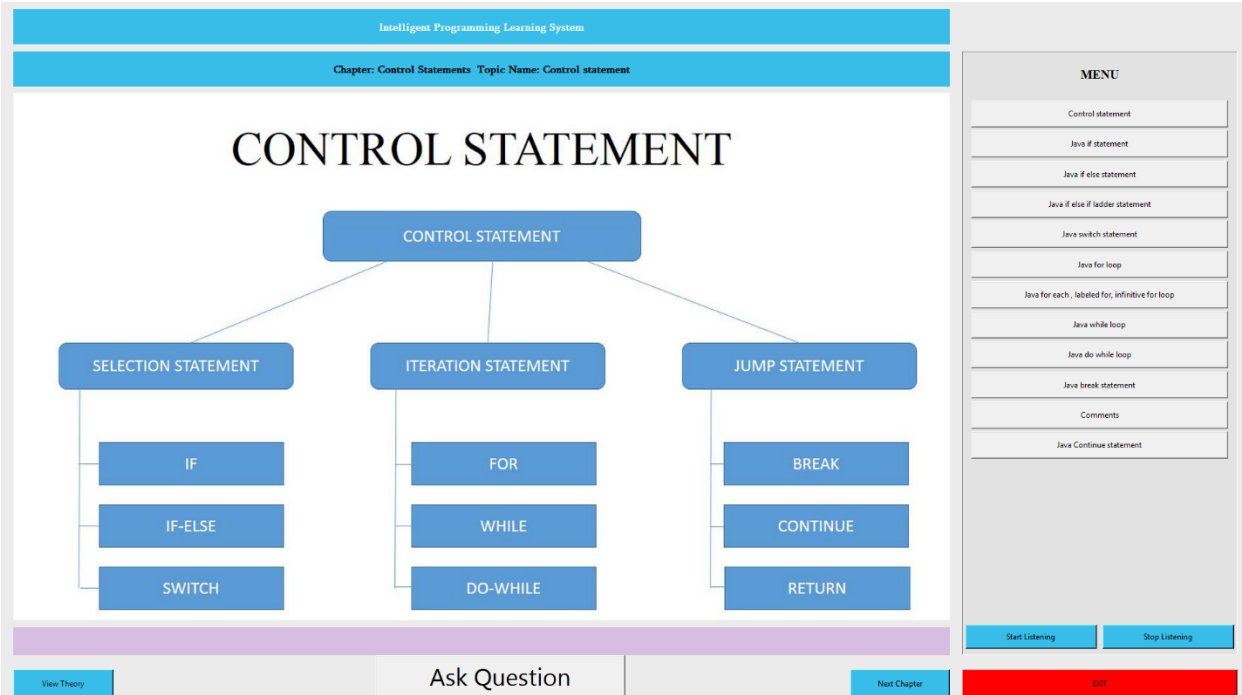 Intelligent Programming Learning System
Chapter: Control Statements Topic Name: Control statement
CONTROL STATEMENT
CONTROL STATEMENT
SELECTION STATEMENT
ITERATION STATEMENT
JUMP STATEMENT
IF
FOR
BREAK
IF-ELSE
WHILE
CONTINUE
SWITCH
DO-WHILE
RETURN
MENU
Control statement
Java if statement
Java if else statement
Java if else if ladder statement
Java switch statement
Java for loop
Java for each , labeled for, infinitive for loop
Java while loop
Java do while loop
Java break statement
Comments
Java Continue statement
Start Listening
Stop Listening
View Theory
Ask Question
Next Chapter
EXIT